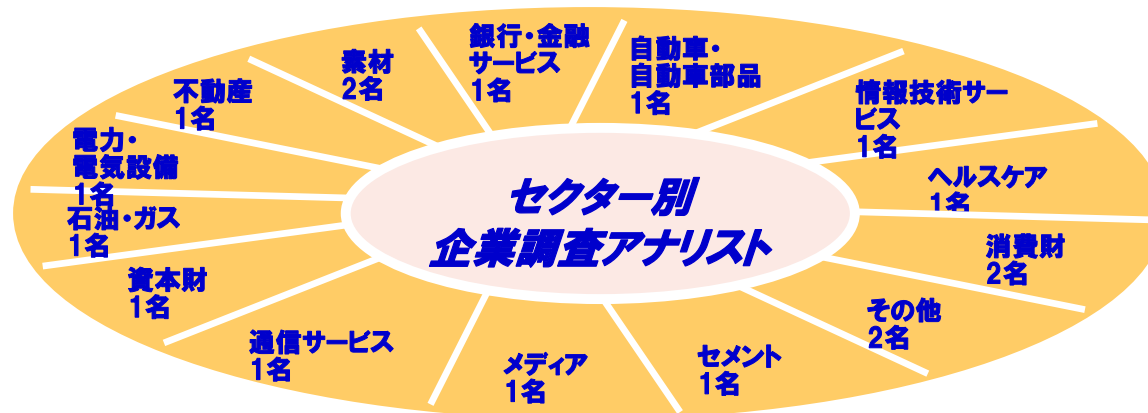 銀行・金融
サービス
1名
自動車・
自動車部品
1名
情報技術サー
ビス
1名
ヘルスケア
1名
消費財
2名
その他
2名
セメント
1名
メディア
1名
通信サービス
1名
資本財
1名
石油・ガス
1名
電力・
電気設備
1名
不動産
1名
素材
2名
セクター別
企業調査アナリスト